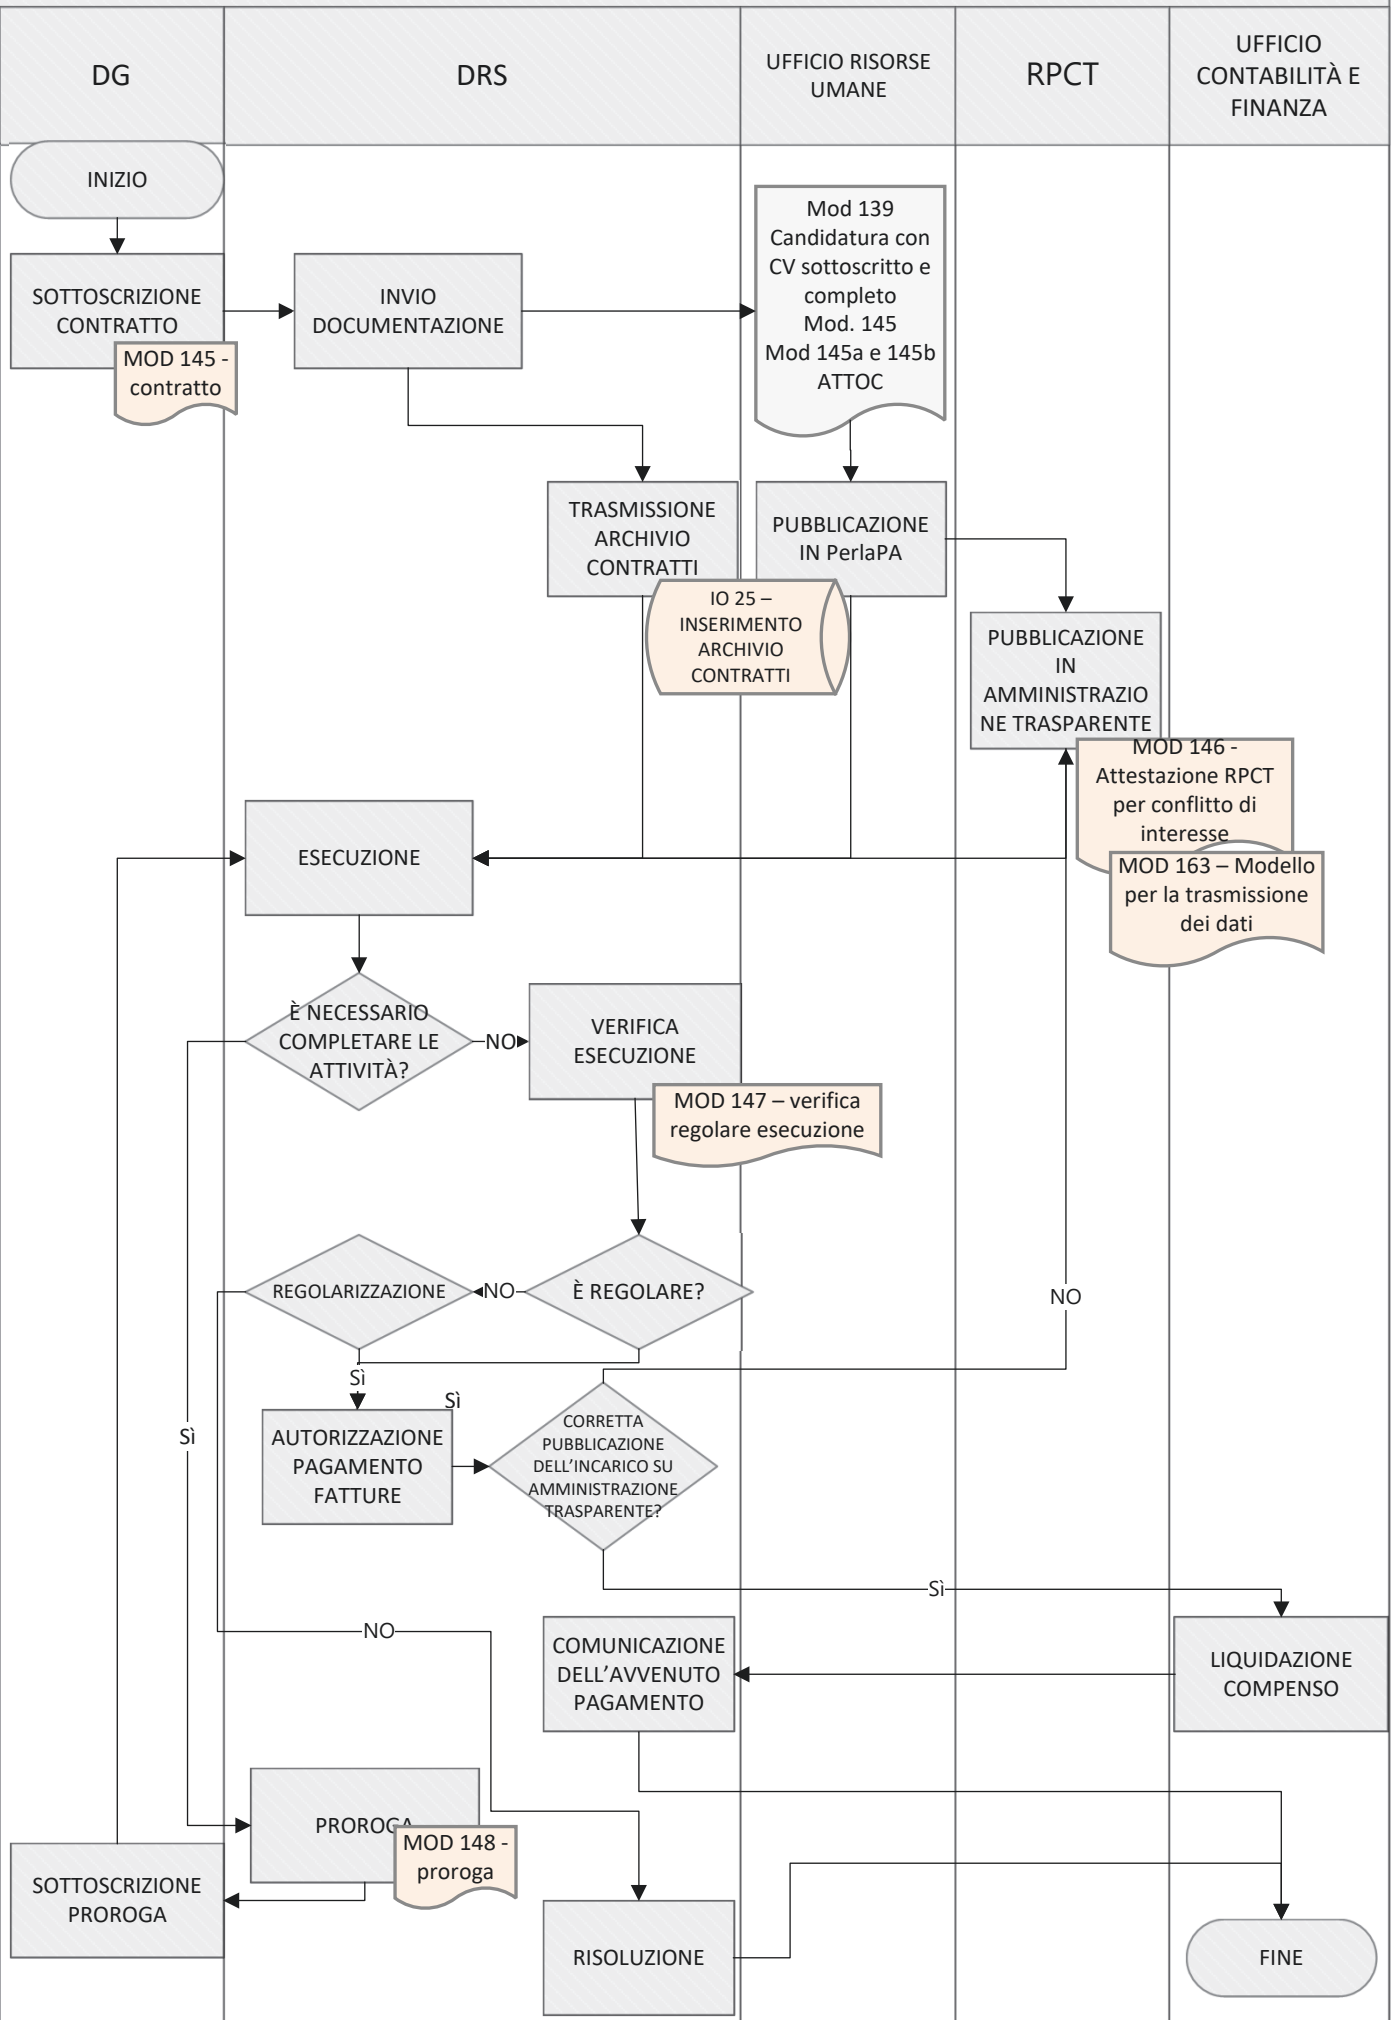 DG
DRS
UFFICIO RISORSE
UMANE
RPCT
UFFICIO
CONTABILITÀ E
FINANZA
INIZIO
SOTTOSCRIZIONE
CONTRATTO
MOD 145 -
contratto
INVIO
DOCUMENTAZIONE
Mod 139
Candidatura con
CV sottoscritto e
completo
Mod. 145
Mod 145a e 145b
ATTOC
TRASMISSIONE
ARCHIVIO
CONTRATTI
PUBBLICAZIONE
IN PerlaPA
IO 25 –
INSERIMENTO
ARCHIVIO
CONTRATTI
PUBBLICAZIONE
IN
AMMINISTRAZIO
NE TRASPARENTE
MOD 146 -
Attestazione RPCT
per conflitto di
interesse
MOD 163 – Modello
per la trasmissione
dei dati
ESECUZIONE
È NECESSARIO
COMPLETARE LE
ATTIVITÀ?
NO
VERIFICA
ESECUZIONE
MOD 147 – verifica
regolare esecuzione
REGOLARIZZAZIONE
NO
È REGOLARE?
NO
Sì
Sì
Sì
AUTORIZZAZIONE
PAGAMENTO
FATTURE
CORRETTA
PUBBLICAZIONE
DELL'INCARICO SU
AMMINISTRAZIONE
TRASPARENTE?
Sì
NO
COMUNICAZIONE
DELL'AVVENUTO
PAGAMENTO
LIQUIDAZIONE
COMPENSO
PROROGA
MOD 148 -
proroga
SOTTOSCRIZIONE
PROROGA
RISOLUZIONE
FINE